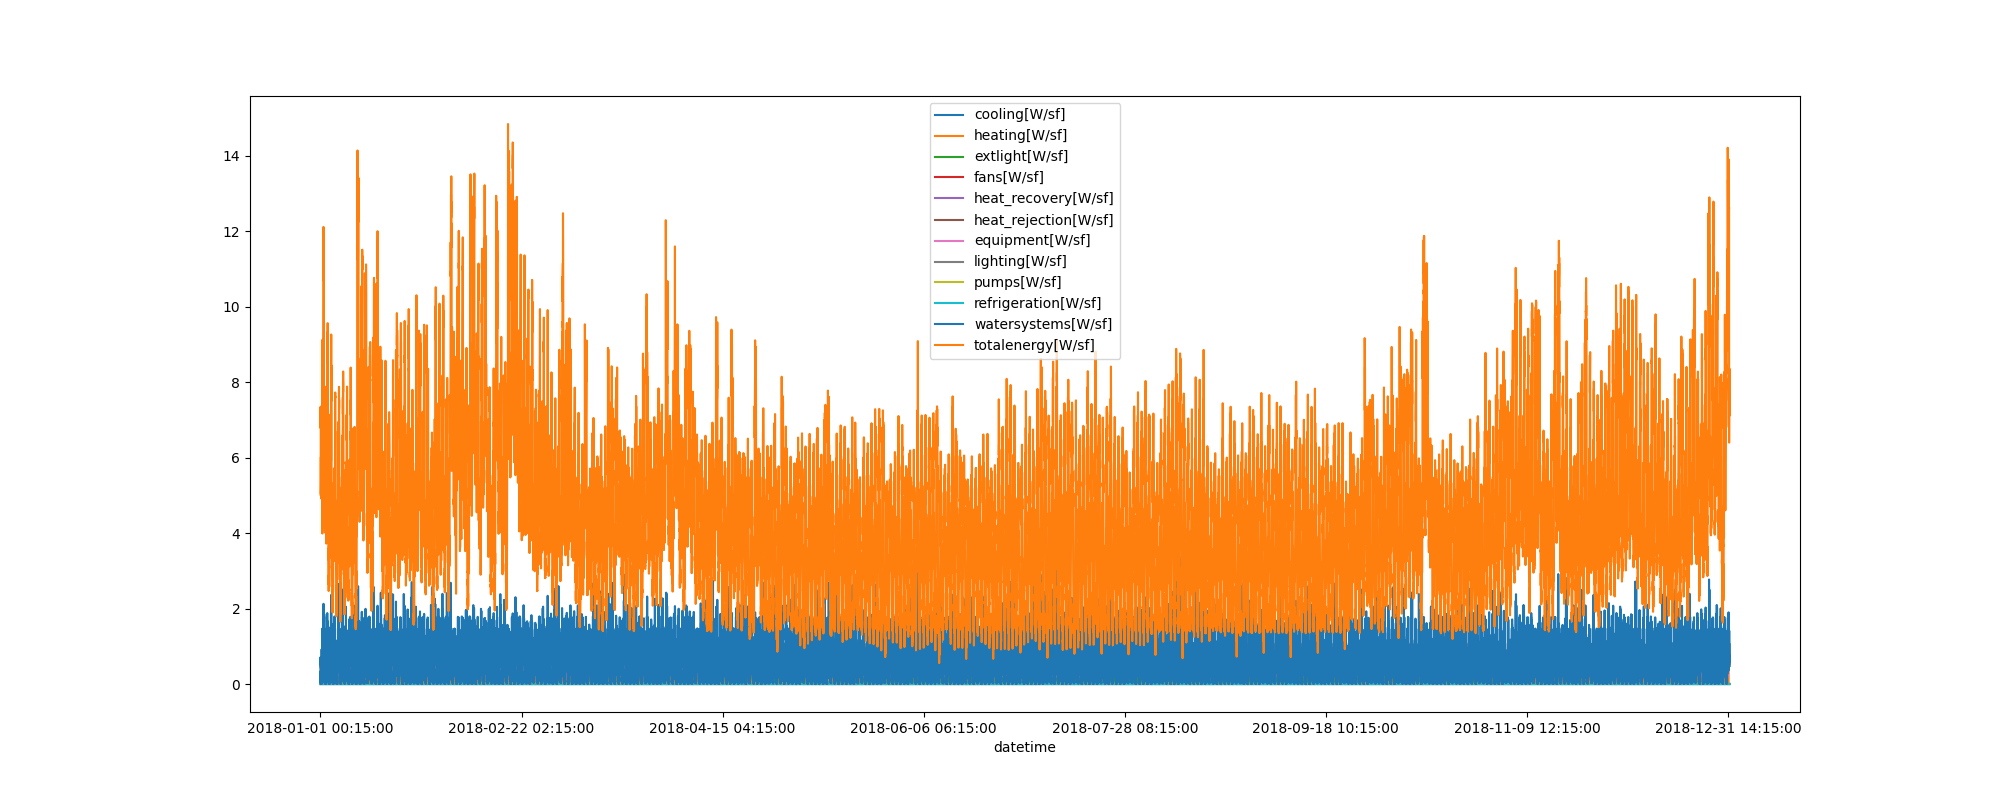 cooling[W/sf]
heating[W/sf]
extlight[W/sf]
fans[W/sf]
heat_recovery[W/sf]
heat_rejection[W/sf]
equipment[W/sf]
lighting[W/sf]
pumps[W/sf]
refrigeration[W/sf]
watersystems[W/sf]
totalenergy[W/sf]
14
12
10
8
6
4
2
0
2018-01-01 00:15:00 2018-02-22 02:15:00 2018-04-15 04:15:00 2018-06-06 06:15:00 2018-07-28 08:15:00 2018-09-18 10:15:00 2018-11-09 12:15:00 2018-12-31 14:15:00
datetime